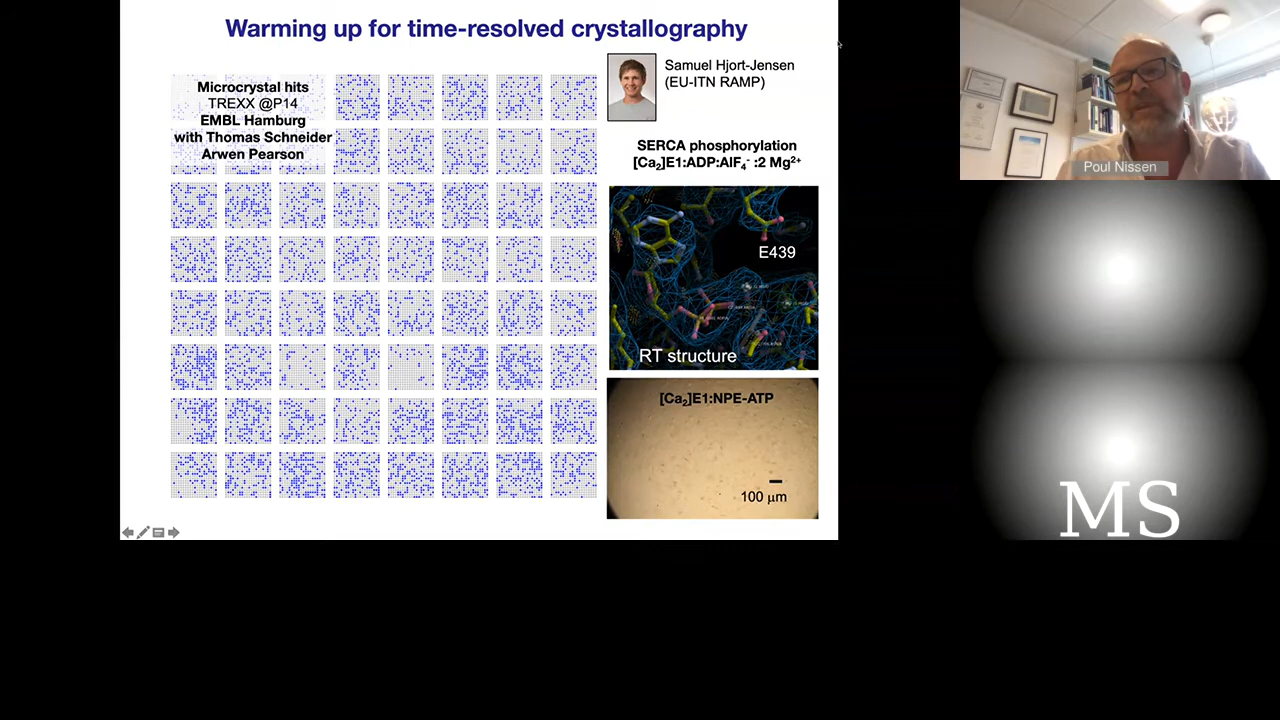 Warming up for time-resolved crystallography
Microcrystal hits
TREXX @P14
EMBL Hamburg
with Thomas Schneider
Arwen Pearson
Samuel Hjort-Jensen
(EU-ITN RAMP)
SERCA phosphorylation
[Ca₂]E1:ADP:AlF₄⁻ :2 Mg²⁺
E439
RT structure
[Ca₂]E1:NPE-ATP
100 μm
Poul Nissen
MS